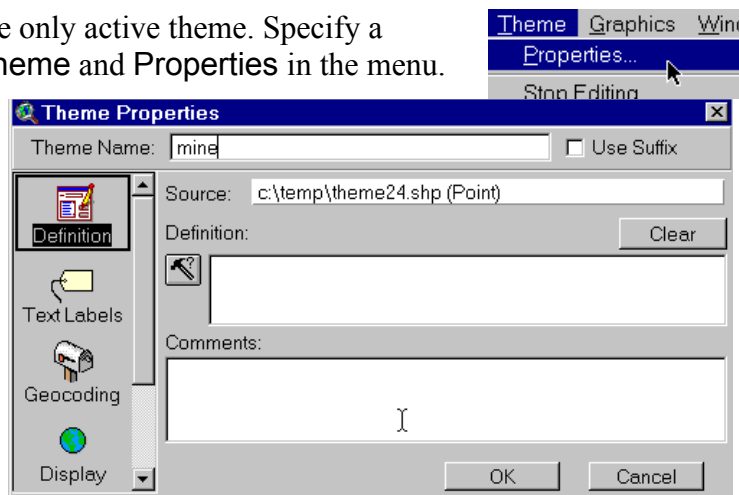 e only active theme. Specify a
heme and Properties in the menu.
Theme Graphics Win
Properties...
Stop Editing
Theme Properties
Theme Name: mine Use Suffix
Source: c:\temp\theme24.shp (Point)
Definition
Definition: Clear
Text Labels
Comments:
Geocoding
Display
OK Cancel